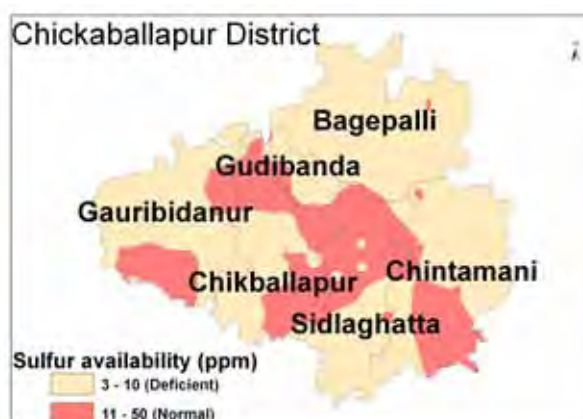 Chickaballapur District
Bagepalli
Gudibanda
Gauribidanur
Chikballapur
Chintamani
Sidlaghatta
Sulfur availability (ppm)
3 - 10 (Deficient)
11 - 50 (Normal)